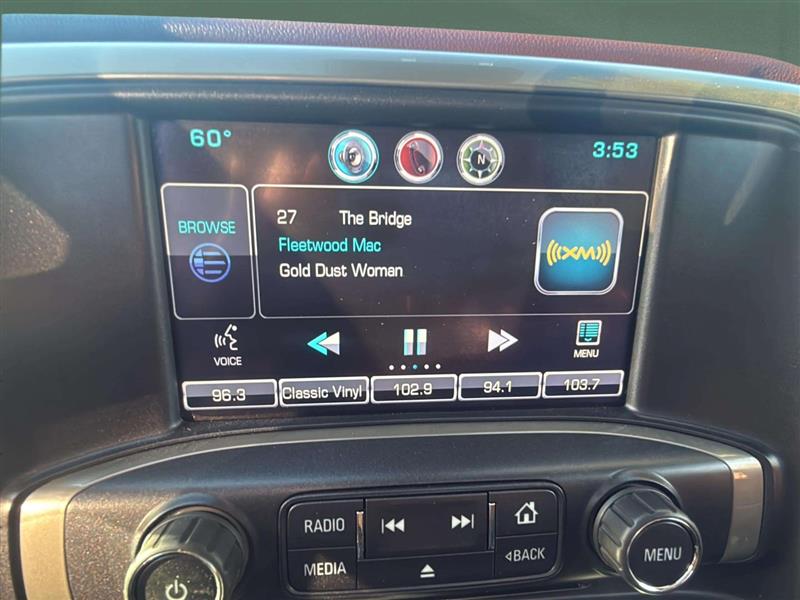 60°
N
3:53
BROWSE
27 The Bridge
Fleetwood Mac
Gold Dust Woman
XM
VOICE
MENU
96.3
Classic Vinyl
102.9
94.1
103.7
RADIO
MEDIA
BACK
MENU